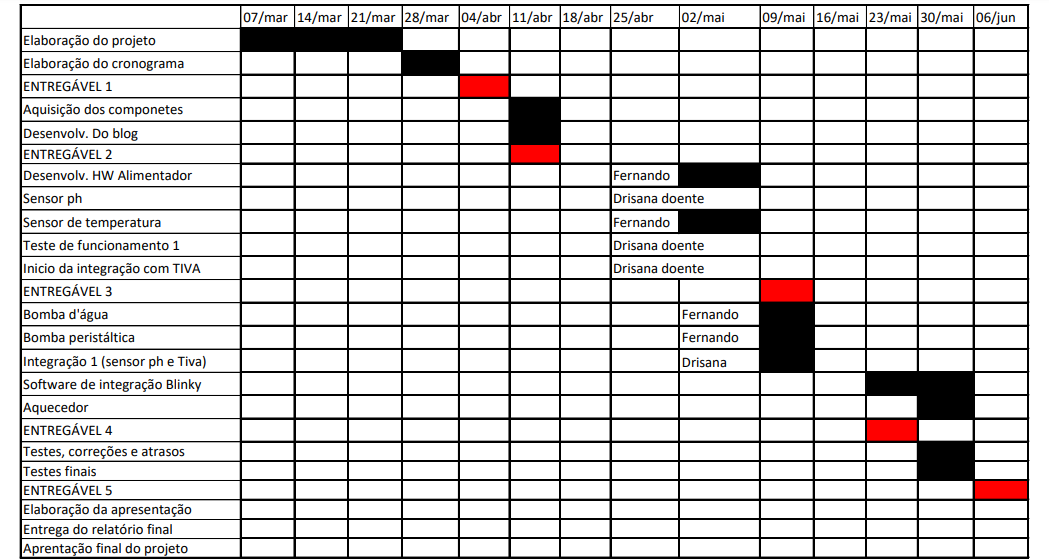 07/mar 14/mar 21/mar 28/mar 04/abr 11/abr 18/abr 25/abr 02/mai 09/mai 16/mai 23/mai 30/mai 06/jun
Elaboração do projeto
Elaboração do cronograma
ENTREGÁVEL 1
Aquisição dos componetes
Desenvolv. Do blog
ENTREGÁVEL 2
Desenvolv. HW Alimentador Fernando
Sensor ph Drisana doente
Sensor de temperatura Fernando
Teste de funcionamento 1 Drisana doente
Inicio da integração com TIVA Drisana doente
ENTREGÁVEL 3
Bomba d'água Fernando
Bomba peristáltica Fernando
Integração 1 (sensor ph e Tiva) Drisana
Software de integração Blinky
Aquecedor
ENTREGÁVEL 4
Testes, correções e atrasos
Testes finais
ENTREGÁVEL 5
Elaboração da apresentação
Entrega do relatório final
Aprentação final do projeto